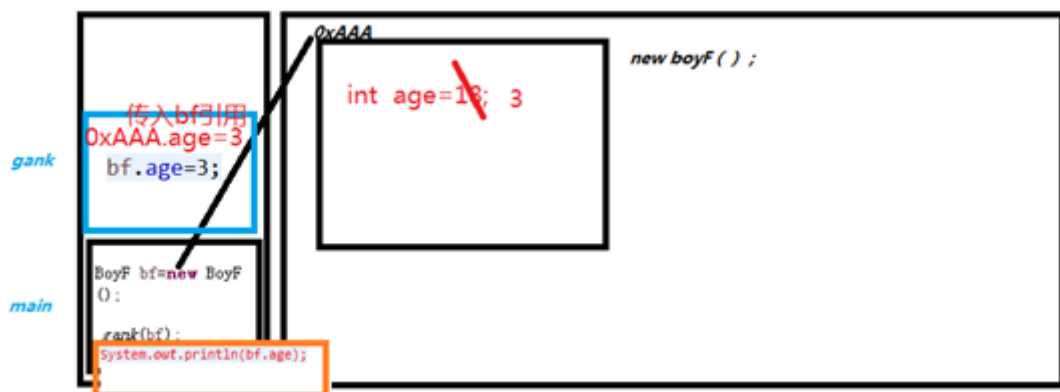 0xAAA
new boyF ( ) ;
int age=18; 3
传入bf引用
0xAAA.age=3
gank
bf.age=3;
BoyF bf=new BoyF
();
main
gank(bf);
System.out.println(bf.age);